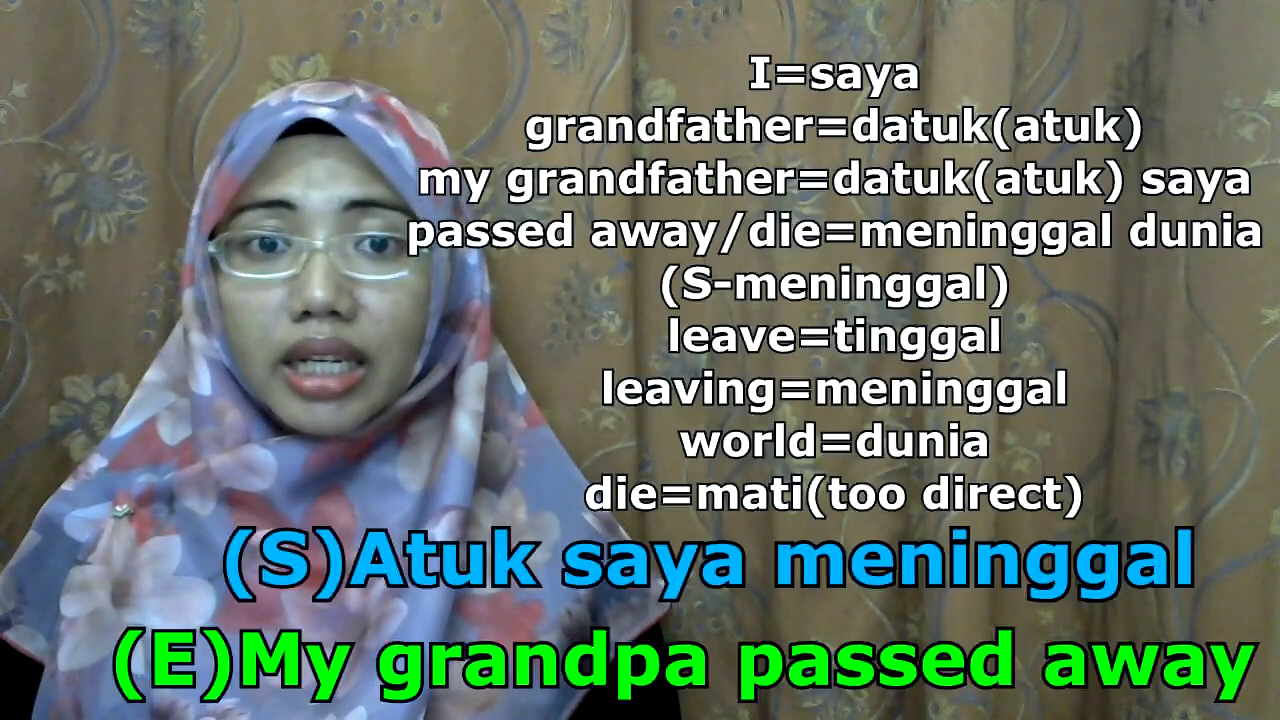 I=saya
grandfather=datuk(atuk)
my grandfather=datuk(atuk) saya
passed away/die=meninggal dunia
(S-meninggal)
leave=tinggal
leaving=meninggal
world=dunia
die=mati(too direct)
(S)Atuk saya meninggal
(E)My grandpa passed away